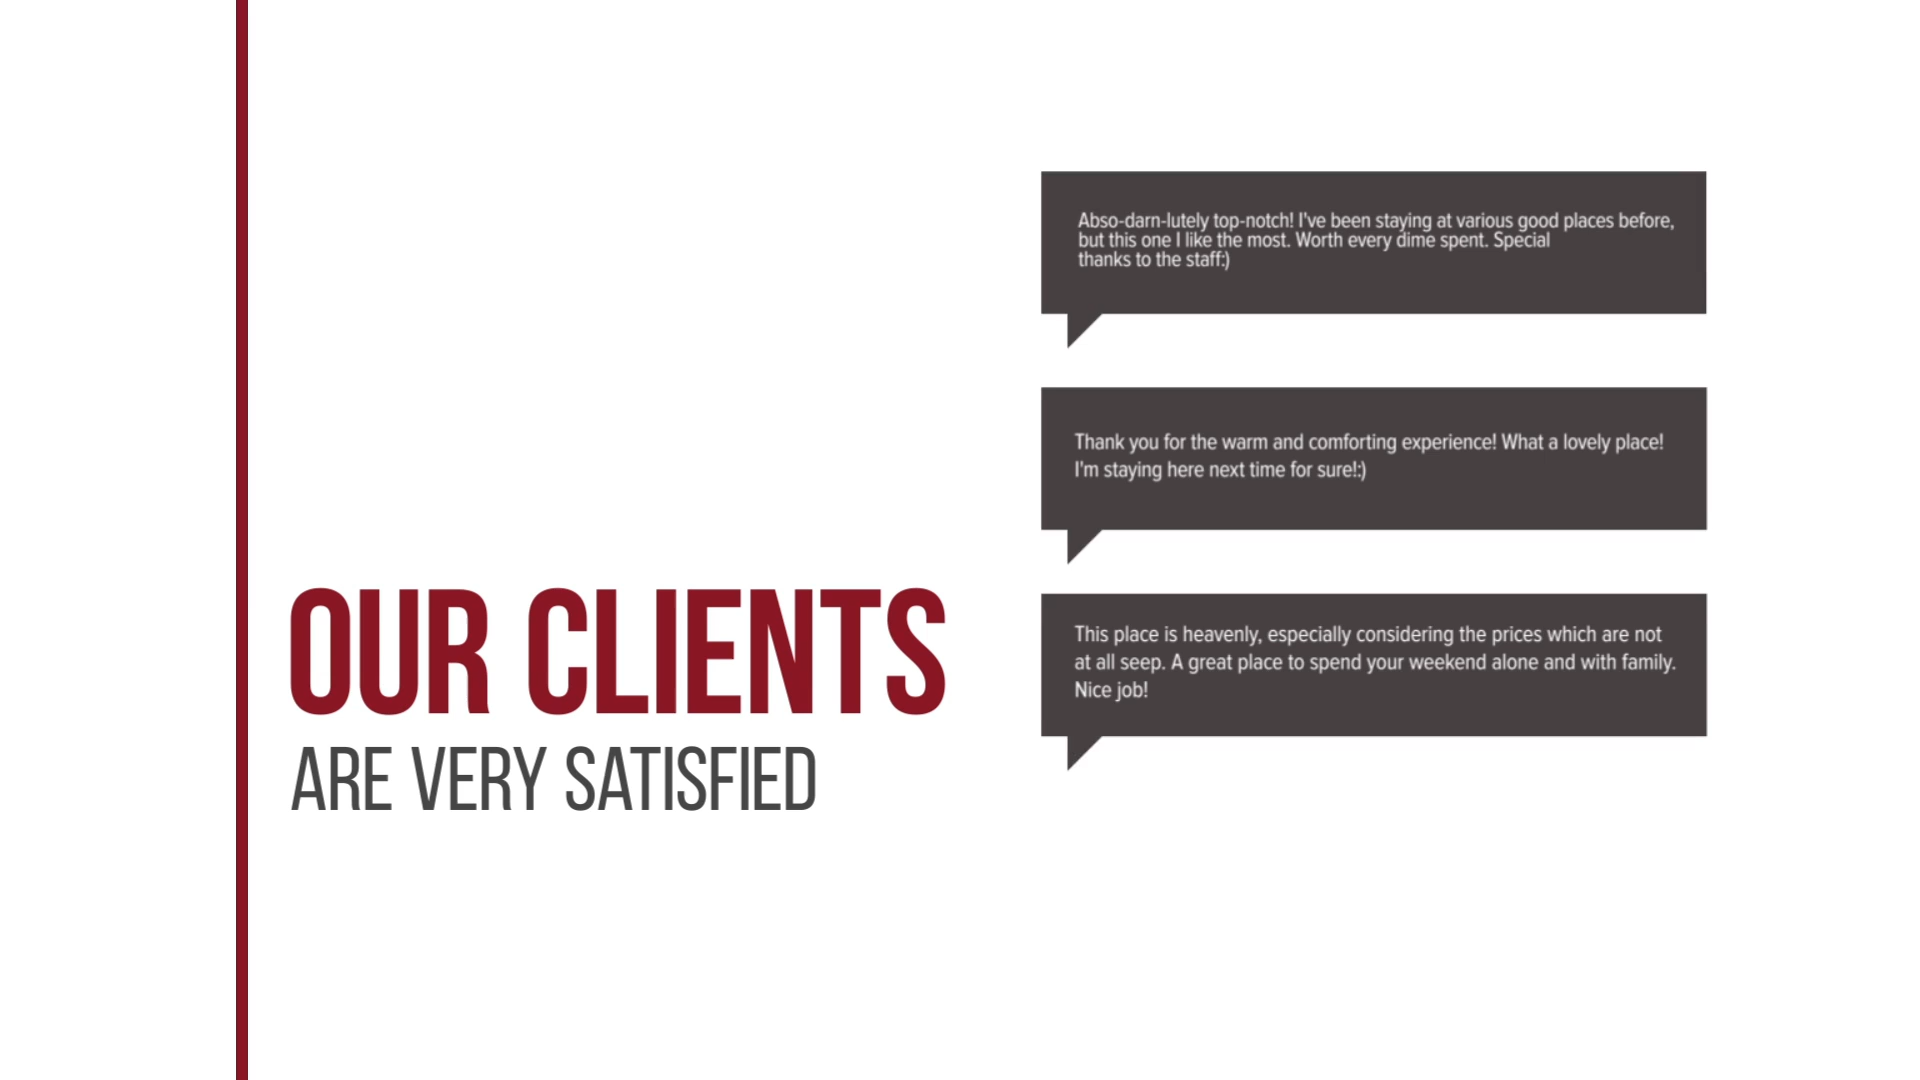 OUR CLIENTS
ARE VERY SATISFIED
Abso-darn-lutely top-notch! I've been staying at various good places before,
but this one I like the most. Worth every dime spent. Special
thanks to the staff:)
Thank you for the warm and comforting experience! What a lovely place!
I'm staying here next time for sure!:)
This place is heavenly, especially considering the prices which are not
at all seep. A great place to spend your weekend alone and with family.
Nice job!